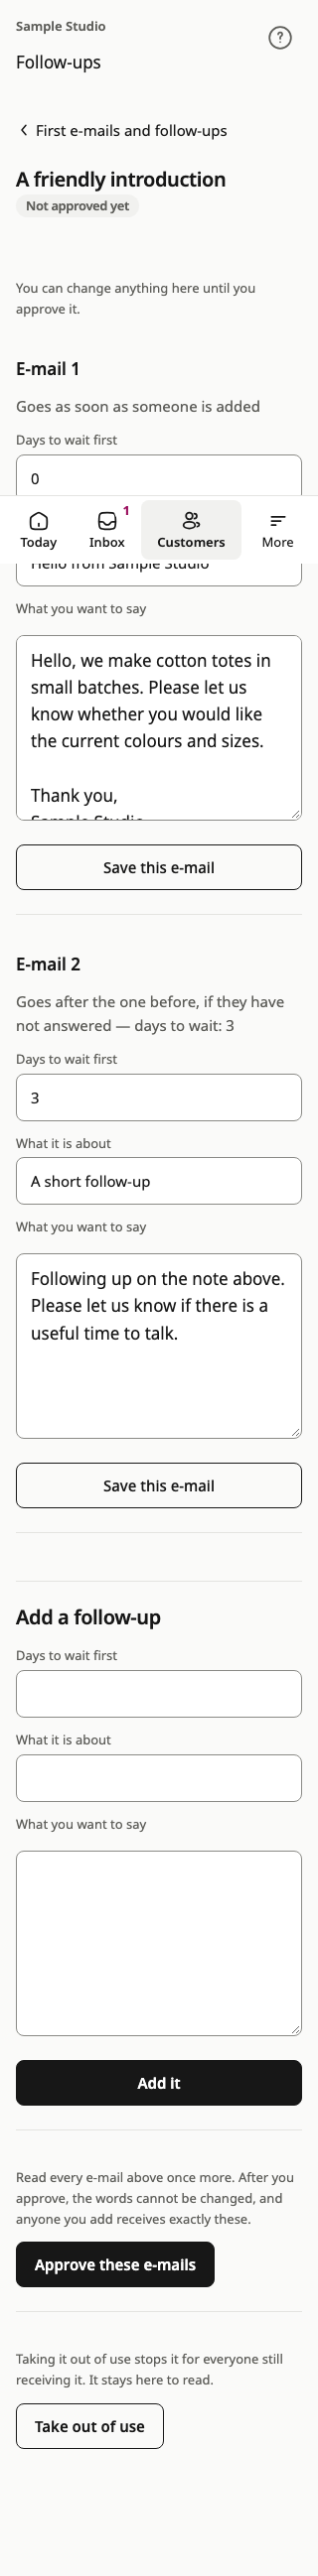 Sample Studio
Follow-ups
First e-mails and follow-ups
A friendly introduction
Not approved yet
You can change anything here until you
approve it.
E-mail 1
Goes as soon as someone is added
Days to wait first
0
Today
Inbox
1
Customers
More
Hello from Sample Studio
What you want to say
Hello, we make cotton totes in
small batches. Please let us
know whether you would like
the current colours and sizes.
Thank you,
Sample Studio
Save this e-mail
E-mail 2
Goes after the one before, if they have
not answered — days to wait: 3
Days to wait first
3
What it is about
A short follow-up
What you want to say
Following up on the note above.
Please let us know if there is a
useful time to talk.
Save this e-mail
Add a follow-up
Days to wait first
What it is about
What you want to say
Add it
Read every e-mail above once more. After you
approve, the words cannot be changed, and
anyone you add receives exactly these.
Approve these e-mails
Taking it out of use stops it for everyone still
receiving it. It stays here to read.
Take out of use